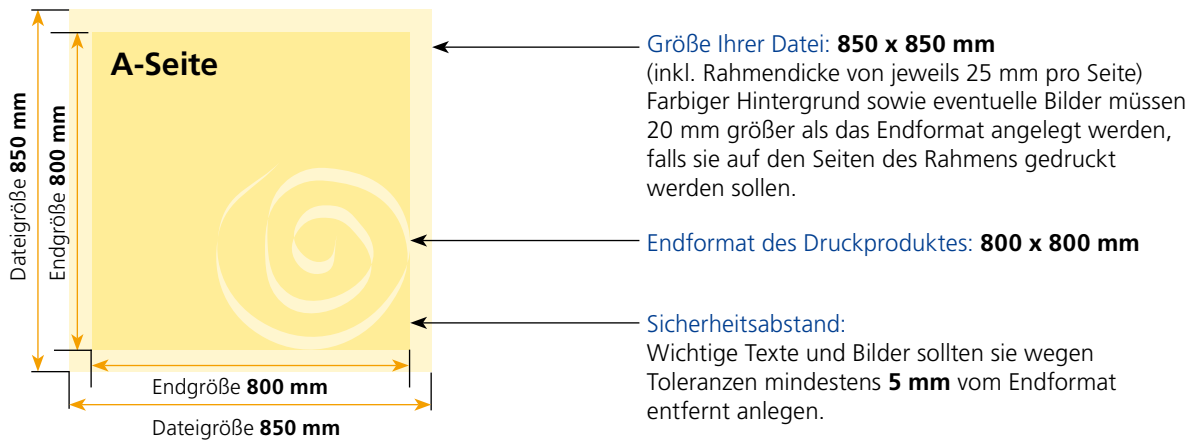 A-Seite
Dateigröße 850 mm
Endgröße 800 mm
Endgröße 800 mm
Dateigröße 850 mm
Größe Ihrer Datei: 850 x 850 mm
(inkl. Rahmendicke von jeweils 25 mm pro Seite)
Farbiger Hintergrund sowie eventuelle Bilder müssen
20 mm größer als das Endformat angelegt werden,
falls sie auf den Seiten des Rahmens gedruckt
werden sollen.
Endformat des Druckproduktes: 800 x 800 mm
Sicherheitsabstand:
Wichtige Texte und Bilder sollten sie wegen
Toleranzen mindestens 5 mm vom Endformat
entfernt anlegen.